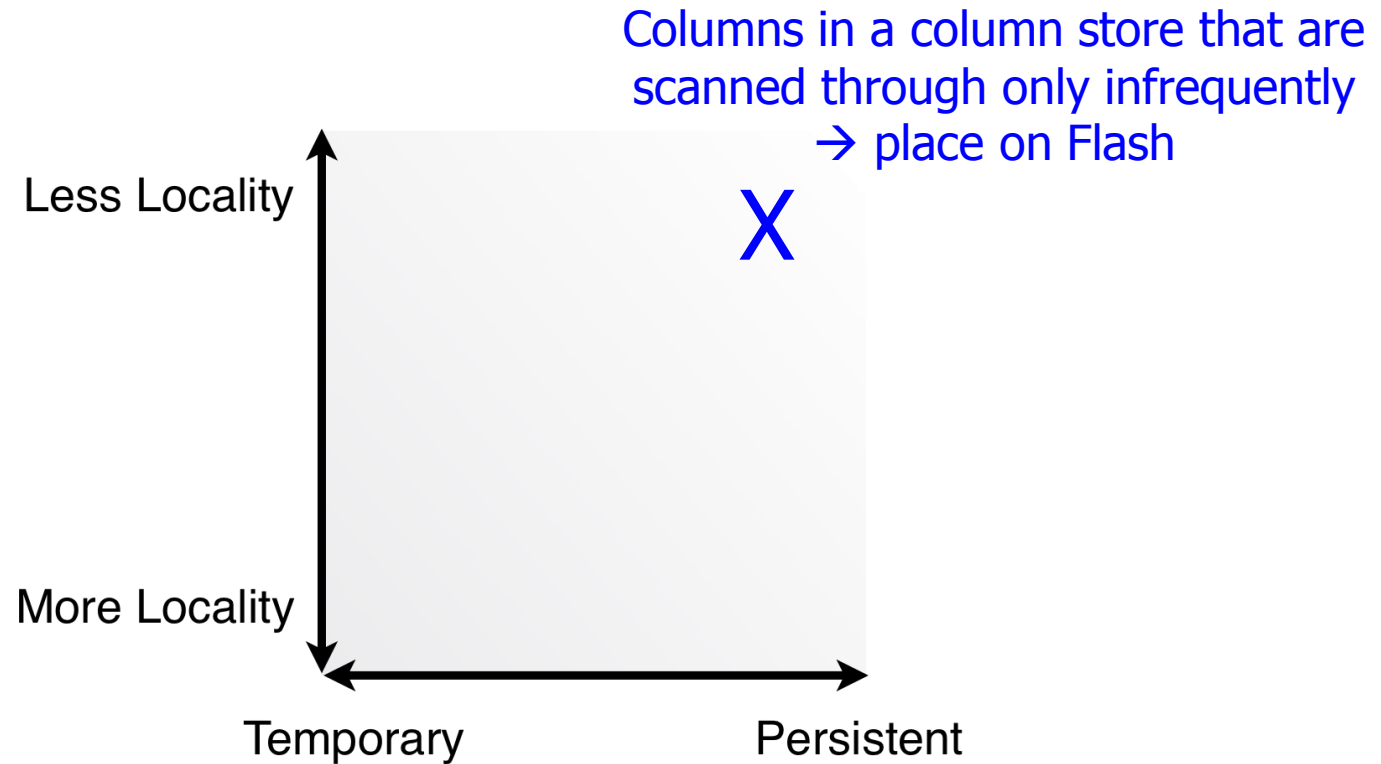 Columns in a column store that are
scanned through only infrequently
→ place on Flash
Less Locality
X
More Locality
Temporary
Persistent